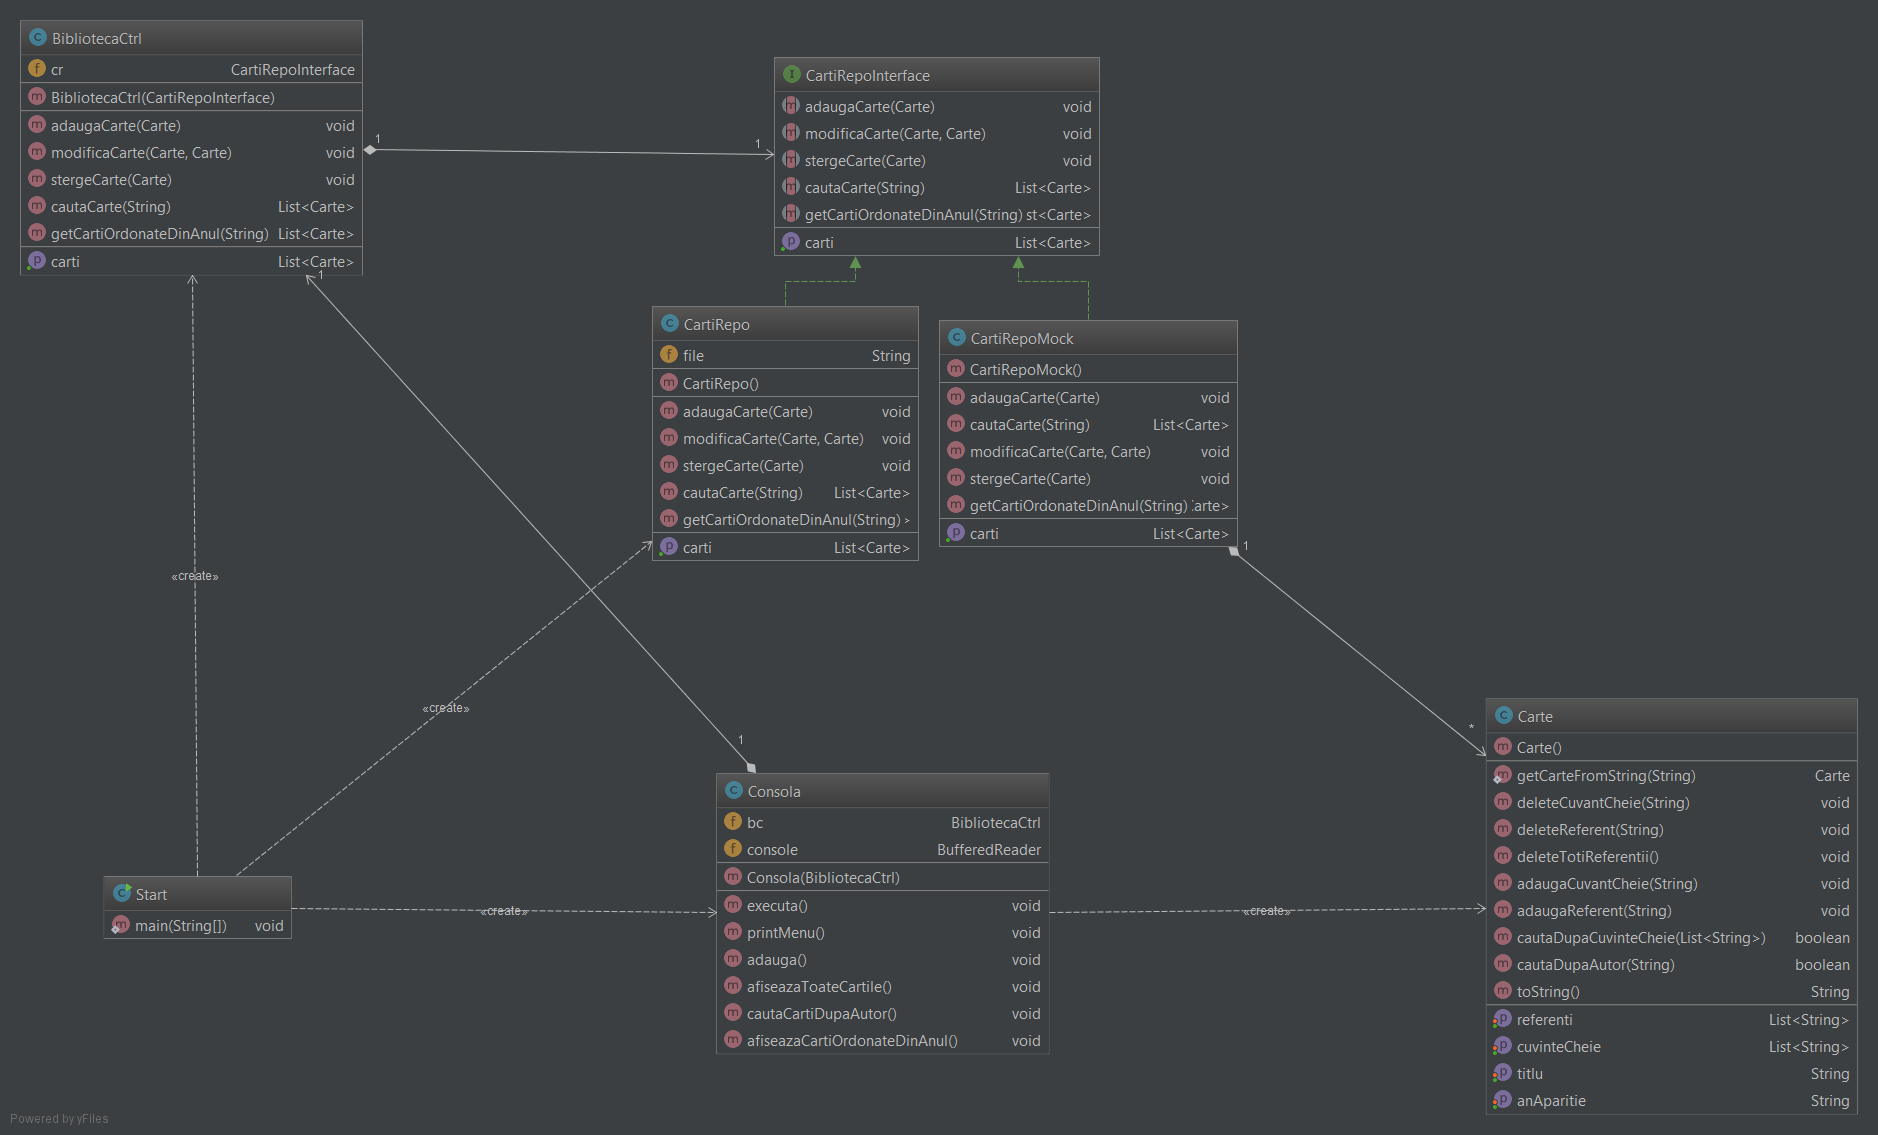 BibliotecaCtrl
cr CartiRepoInterface
BibliotecaCtrl(CartiRepoInterface)
adaugaCarte(Carte) void
modificaCarte(Carte, Carte) void
stergeCarte(Carte) void
cautaCarte(String) List<Carte>
getCartiOrdonateDinAnul(String) List<Carte>
carti List<Carte>
1
1
1
CartiRepoInterface
adaugaCarte(Carte) void
modificaCarte(Carte, Carte) void
stergeCarte(Carte) void
cautaCarte(String) List<Carte>
getCartiOrdonateDinAnul(String) st<Carte>
carti List<Carte>
CartiRepo
file String
CartiRepo()
adaugaCarte(Carte) void
modificaCarte(Carte, Carte) void
stergeCarte(Carte) void
cautaCarte(String) List<Carte>
getCartiOrdonateDinAnul(String) >
carti List<Carte>
CartiRepoMock
CartiRepoMock()
adaugaCarte(Carte) void
cautaCarte(String) List<Carte>
modificaCarte(Carte, Carte) void
stergeCarte(Carte) void
getCartiOrdonateDinAnul(String) Carte>
carti List<Carte>
1
*
«create»
«create»
1
Start
main(String[]) void
«create»
Consola
bc BibliotecaCtrl
console BufferedReader
Consola(BibliotecaCtrl)
executa() void
printMenu() void
adauga() void
afiseazaToateCartile() void
cautaCartiDupaAutor() void
afiseazaCartiOrdonateDinAnul() void
«create»
Carte
Carte()
getCarteFromString(String) Carte
deleteCuvantCheie(String) void
deleteReferent(String) void
deleteTotiReferentii() void
adaugaCuvantCheie(String) void
adaugaReferent(String) void
cautaDupaCuvinteCheie(List<String>) boolean
cautaDupaAutor(String) boolean
toString() String
referenti List<String>
cuvinteCheie List<String>
titlu String
anAparitie String
Powered by yFiles